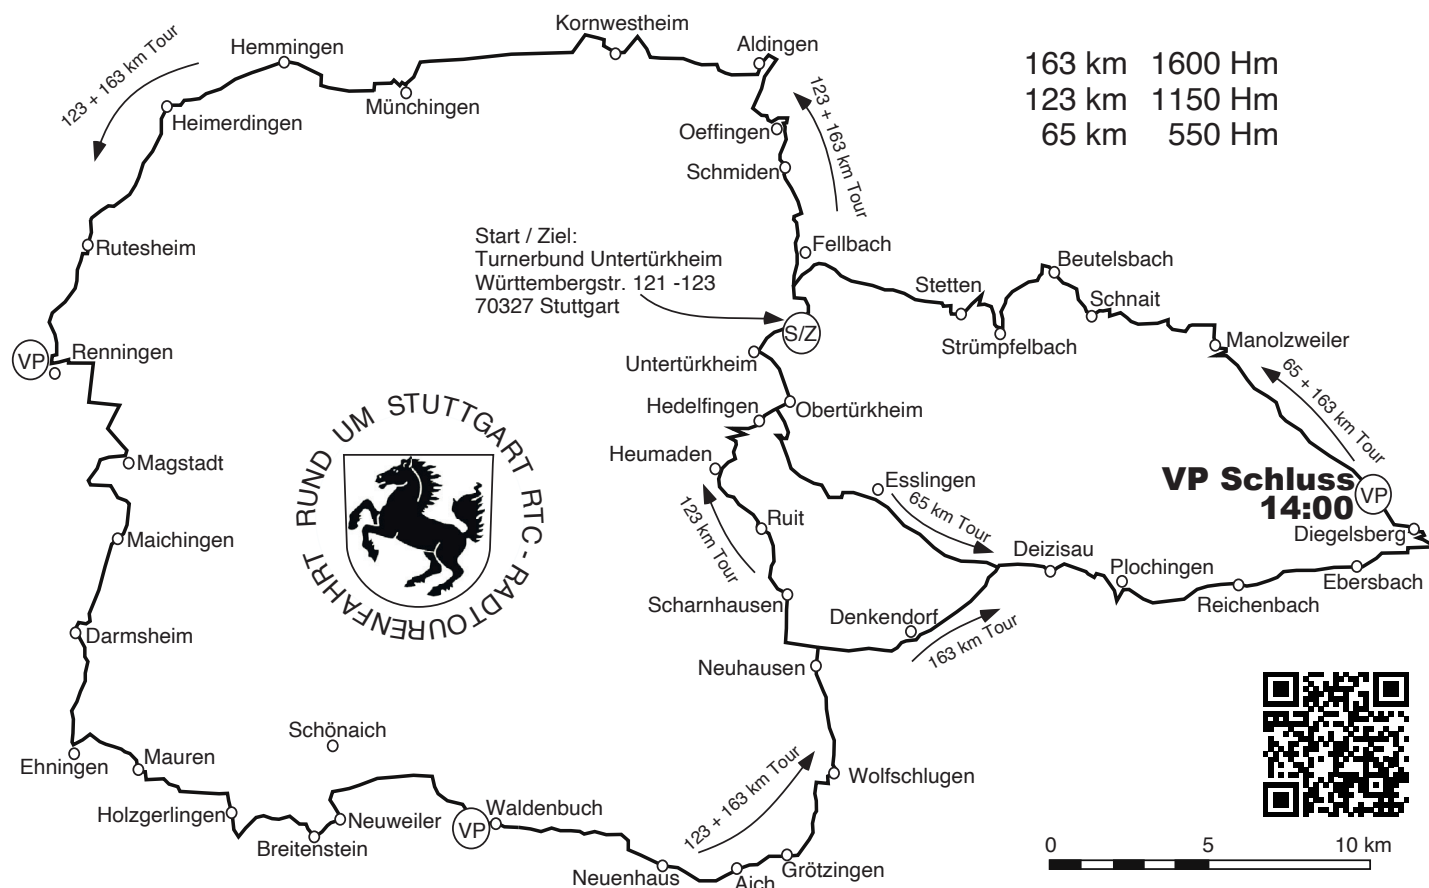 Kornwestheim
Hemmingen
Aldingen
123 + 163 km Tour
163 km 1600 Hm
123 km 1150 Hm
65 km 550 Hm
Münchingen
Heimerdingen
123 + 163 km Tour
Oeffingen
Schmiden
Rutesheim
Start / Ziel:
Turnerbund Untertürkheim
Württembergstr. 121 -123
70327 Stuttgart
Fellbach
Beutelsbach
Stetten
Schnait
S/Z
Strümpfelbach
Manolzweiler
VP
Renningen
Untertürkheim
65 + 163 km Tour
Hedelfingen
Obertürkheim
RUND UM STUTTGART RTC-RADTOURENFAHRT
Heumaden
Magstadt
Esslingen
VP Schluss
14:00
VP
65 km Tour
123 km Tour
Ruit
Diegelsberg
Maichingen
Deizisau
Plochingen
Ebersbach
Reichenbach
Scharnhausen
Denkendorf
163 km Tour
Darmsheim
Neuhausen
Schönaich
Ehningen
Mauren
Wolfschlugen
123 + 163 km Tour
Holzgerlingen
Neuweiler
VP
Waldenbuch
Breitenstein
Grötzingen
Neuenhaus
Aich
0 5 10 km